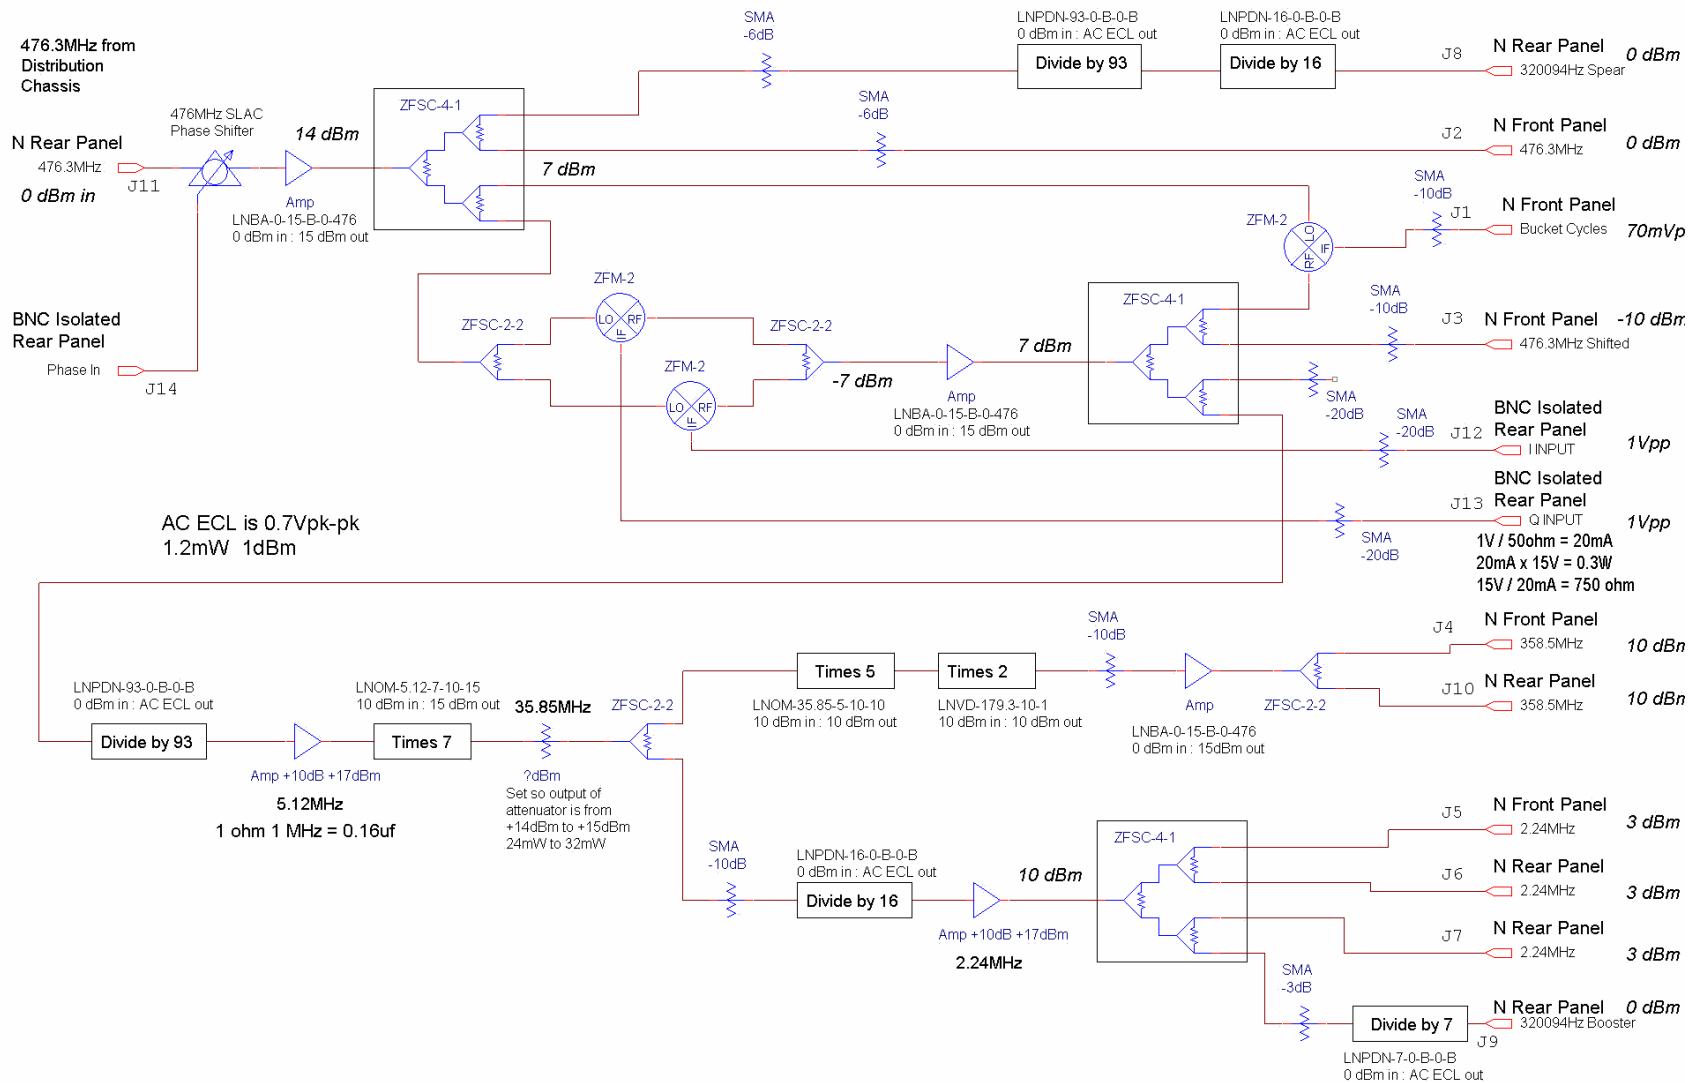 476.3MHz from
Distribution
Chassis
N Rear Panel
476.3MHz
J11
0 dBm in
476MHz SLAC
Phase Shifter
14 dBm
Amp
LNBA-0-15-B-0-476
0 dBm in : 15 dBm out
ZFSC-4-1
7 dBm
SMA
-6dB
SMA
-6dB
LNPDN-93-0-B-0-B
0 dBm in : AC ECL out
Divide by 93
LNPDN-16-0-B-0-B
0 dBm in : AC ECL out
Divide by 16
J8
N Rear Panel
0 dBm
320094Hz Spear
J2
N Front Panel
0 dBm
476.3MHz
SMA
-10dB
J1
N Front Panel
Bucket Cycles
70mVp
ZFM-2
LO
IF
RF
BNC Isolated
Rear Panel
Phase In
J14
ZFSC-2-2
ZFM-2
LO
RF
IF
ZFM-2
LO
RF
IF
ZFSC-2-2
-7 dBm
Amp
LNBA-0-15-B-0-476
0 dBm in : 15 dBm out
7 dBm
ZFSC-4-1
SMA
-10dB
J3
N Front Panel
-10 dBm
476.3MHz Shifted
SMA
-20dB
SMA
-20dB
J12
BNC Isolated
Rear Panel
I INPUT
1Vpp
J13
BNC Isolated
Rear Panel
Q INPUT
1Vpp
SMA
-20dB
1V / 50ohm = 20mA
20mA x 15V = 0.3W
15V / 20mA = 750 ohm
AC ECL is 0.7Vpk-pk
1.2mW 1dBm
LNPDN-93-0-B-0-B
0 dBm in : AC ECL out
Divide by 93
Amp +10dB +17dBm
5.12MHz
1 ohm 1 MHz = 0.16uf
LNOM-5.12-7-10-15
10 dBm in : 15 dBm out
Times 7
35.85MHz
?dBm
Set so output of
attenuator is from
+14dBm to +15dBm
24mW to 32mW
ZFSC-2-2
Times 5
LNOM-35.85-5-10-10
10 dBm in : 10 dBm out
Times 2
LNVD-179.3-10-1
10 dBm in : 10 dBm out
SMA
-10dB
Amp
LNBA-0-15-B-0-476
0 dBm in : 15dBm out
ZFSC-2-2
J4
N Front Panel
358.5MHz
10 dBm
J10
N Rear Panel
358.5MHz
10 dBm
SMA
-10dB
LNPDN-16-0-B-0-B
0 dBm in : AC ECL out
Divide by 16
Amp +10dB +17dBm
2.24MHz
10 dBm
ZFSC-4-1
J5
N Front Panel
2.24MHz
3 dBm
J6
N Rear Panel
2.24MHz
3 dBm
J7
N Rear Panel
2.24MHz
3 dBm
SMA
-3dB
Divide by 7
LNPDN-7-0-B-0-B
0 dBm in : AC ECL out
N Rear Panel
0 dBm
320094Hz Booster
J9